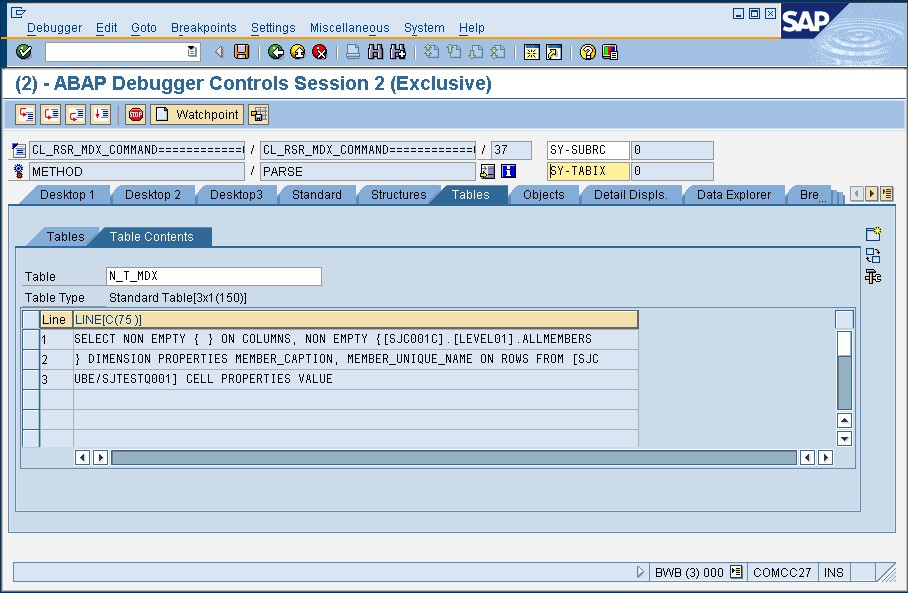 Debugger Edit Goto Breakpoints Settings Miscellaneous System Help
SAP
(2) - ABAP Debugger Controls Session 2 (Exclusive)
STOP Watchpoint
CL_RSR_MDX_COMMAND============ / CL_RSR_MDX_COMMAND============ / 37 SY-SUBRC 0
METHOD / PARSE SY-TABIX 0
Desktop 1 Desktop 2 Desktop3 Standard Structures Tables Objects Detail Displs. Data Explorer Bre...
Tables Table Contents
Table N_T_MDX
Table Type Standard Table[3x1(150)]
Line LINE[C(75 )]
1 SELECT NON EMPTY { } ON COLUMNS, NON EMPTY {[SJC001C].[LEVEL01].ALLMEMBERS
2 } DIMENSION PROPERTIES MEMBER_CAPTION, MEMBER_UNIQUE_NAME ON ROWS FROM [SJC
3 UBE/SJTESTQ001] CELL PROPERTIES VALUE
BWB (3) 000 COMCC27 INS